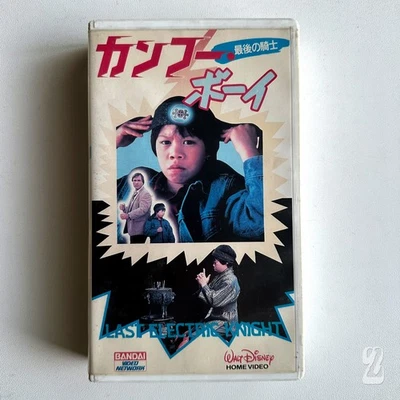 カンフー・
最後の騎士
ボーイ
LAST ELECTRIC KNIGHT
BANDAI
VIDEO
NETWORK
WALT DISNEY
HOME VIDEO